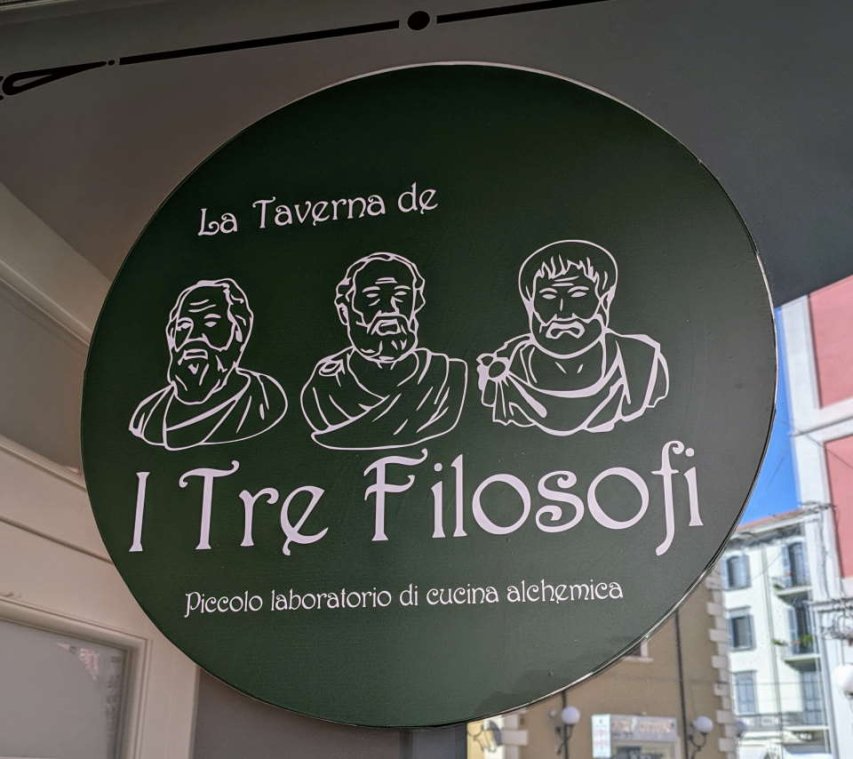 La Taverna de
I Tre Filosofi
Piccolo laboratorio di cucina alchemica